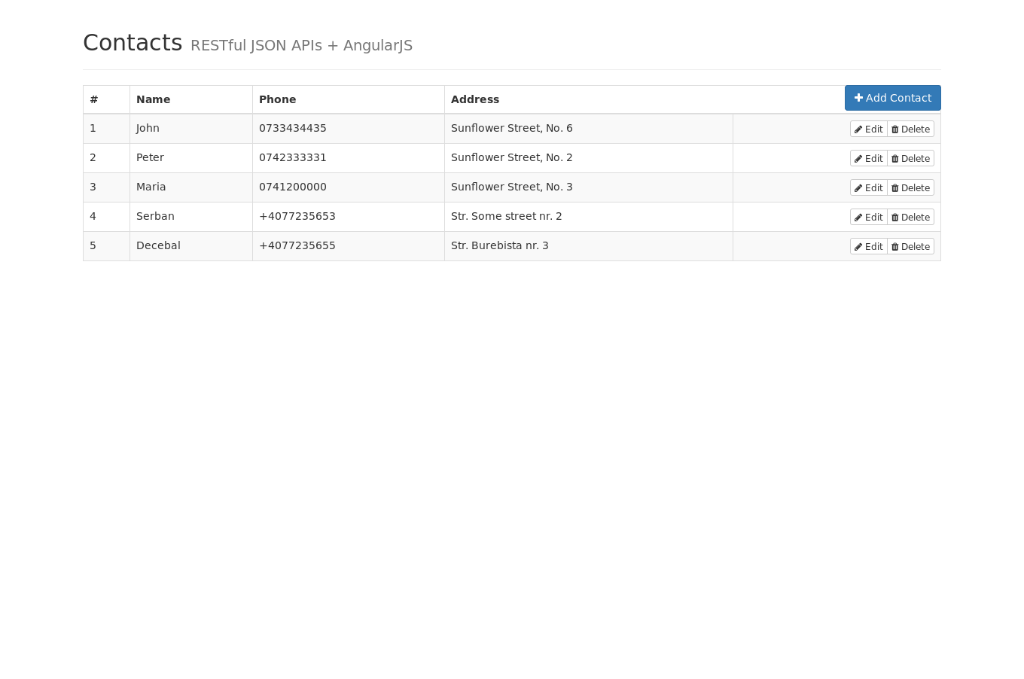 Contacts RESTful JSON APIs + AngularJS
# Name Phone Address Add Contact
1 John 0733434435 Sunflower Street, No. 6 Edit Delete
2 Peter 0742333331 Sunflower Street, No. 2 Edit Delete
3 Maria 0741200000 Sunflower Street, No. 3 Edit Delete
4 Serban +4077235653 Str. Some street nr. 2 Edit Delete
5 Decebal +4077235655 Str. Burebista nr. 3 Edit Delete